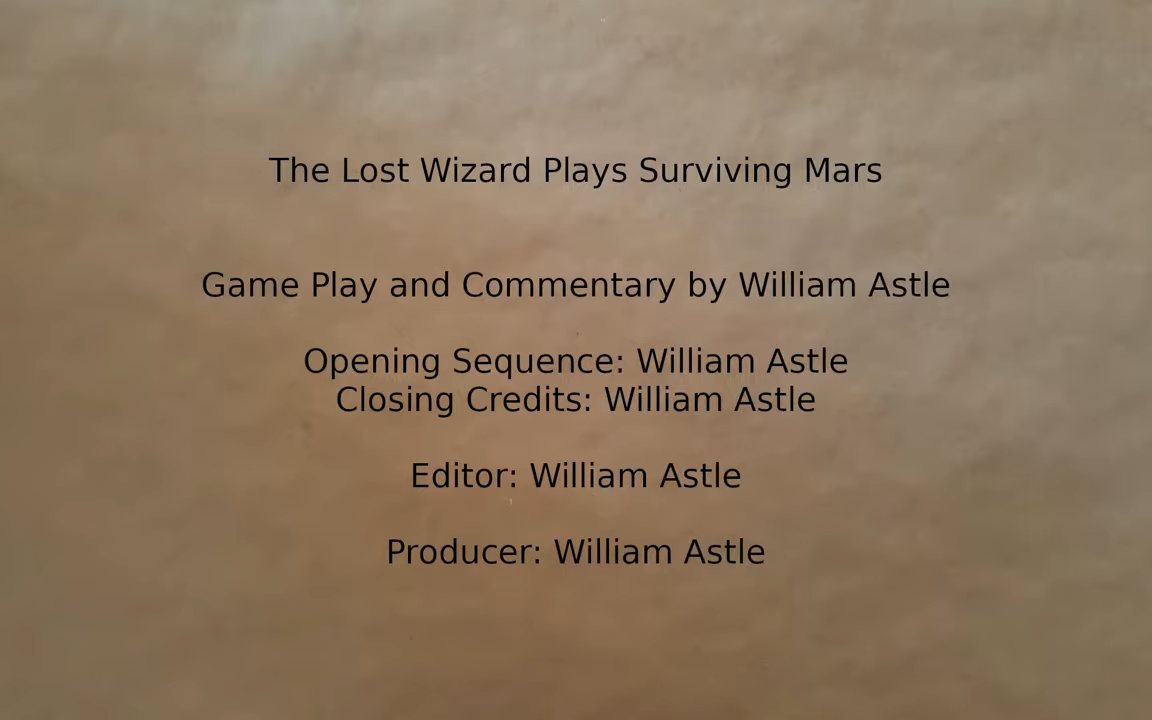 The Lost Wizard Plays Surviving Mars
Game Play and Commentary by William Astle
Opening Sequence: William Astle
Closing Credits: William Astle
Editor: William Astle
Producer: William Astle